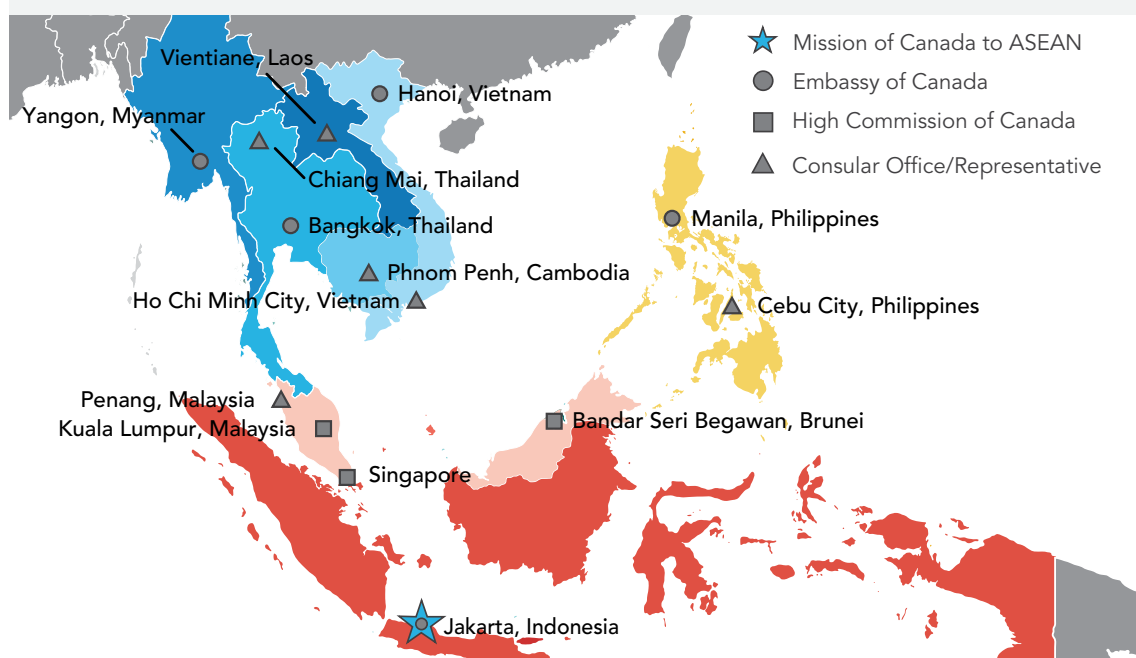 Mission of Canada to ASEAN
Embassy of Canada
High Commission of Canada
Consular Office/Representative
Vientiane, Laos
Hanoi, Vietnam
Yangon, Myanmar
Chiang Mai, Thailand
Bangkok, Thailand
Manila, Philippines
Phnom Penh, Cambodia
Ho Chi Minh City, Vietnam
Cebu City, Philippines
Penang, Malaysia
Kuala Lumpur, Malaysia
Bandar Seri Begawan, Brunei
Singapore
Jakarta, Indonesia